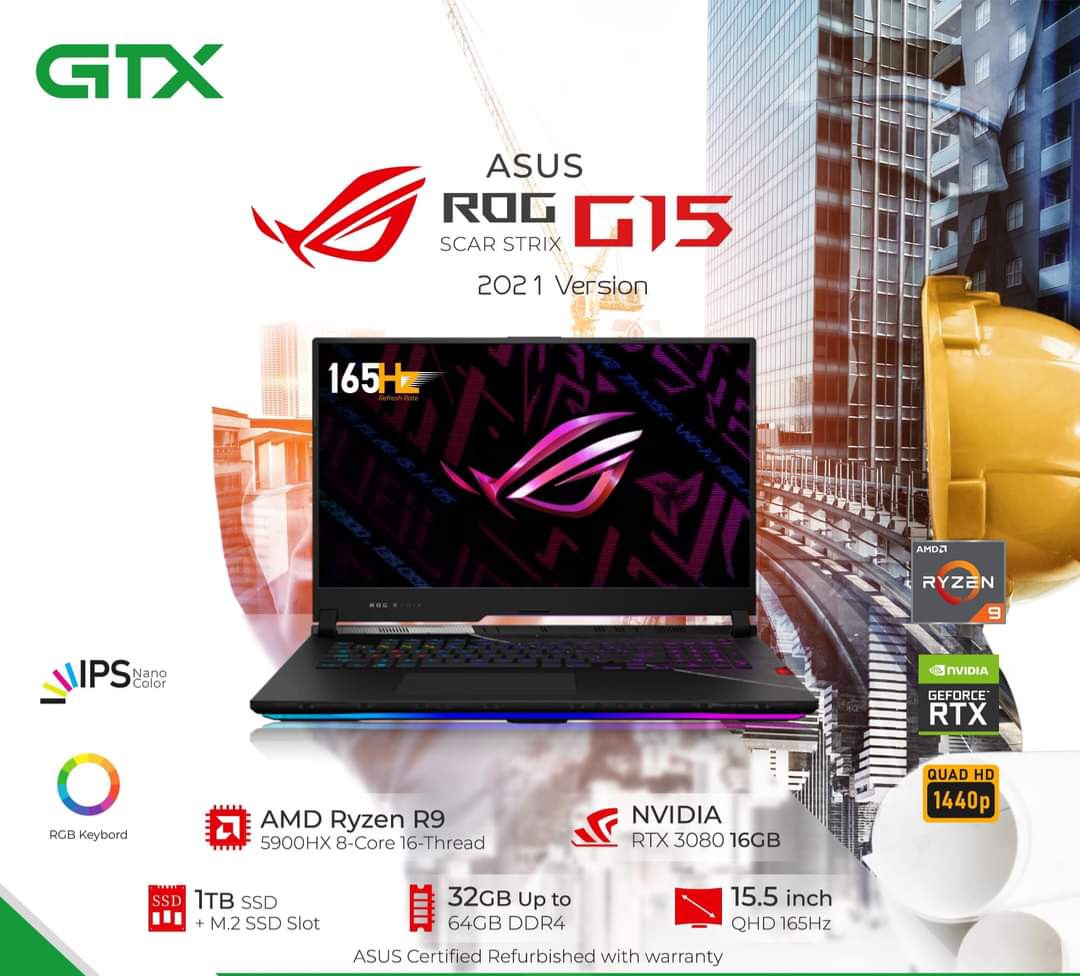 GTX
ASUS
ROG G15
SCAR STRIX
2021 Version
165Hz
Refresh Rate
ROG STRIX
AMD
RYZEN
9
IPS Nano
Color
NVIDIA
GEFORCE
RTX
QUAD HD
1440p
RGB Keybord
AMD Ryzen R9
5900HX 8-Core 16-Thread
NVIDIA
RTX 3080 16GB
SSD
1TB SSD
+ M.2 SSD Slot
32GB Up to
64GB DDR4
15.5 inch
QHD 165Hz
ASUS Certified Refurbished with warranty